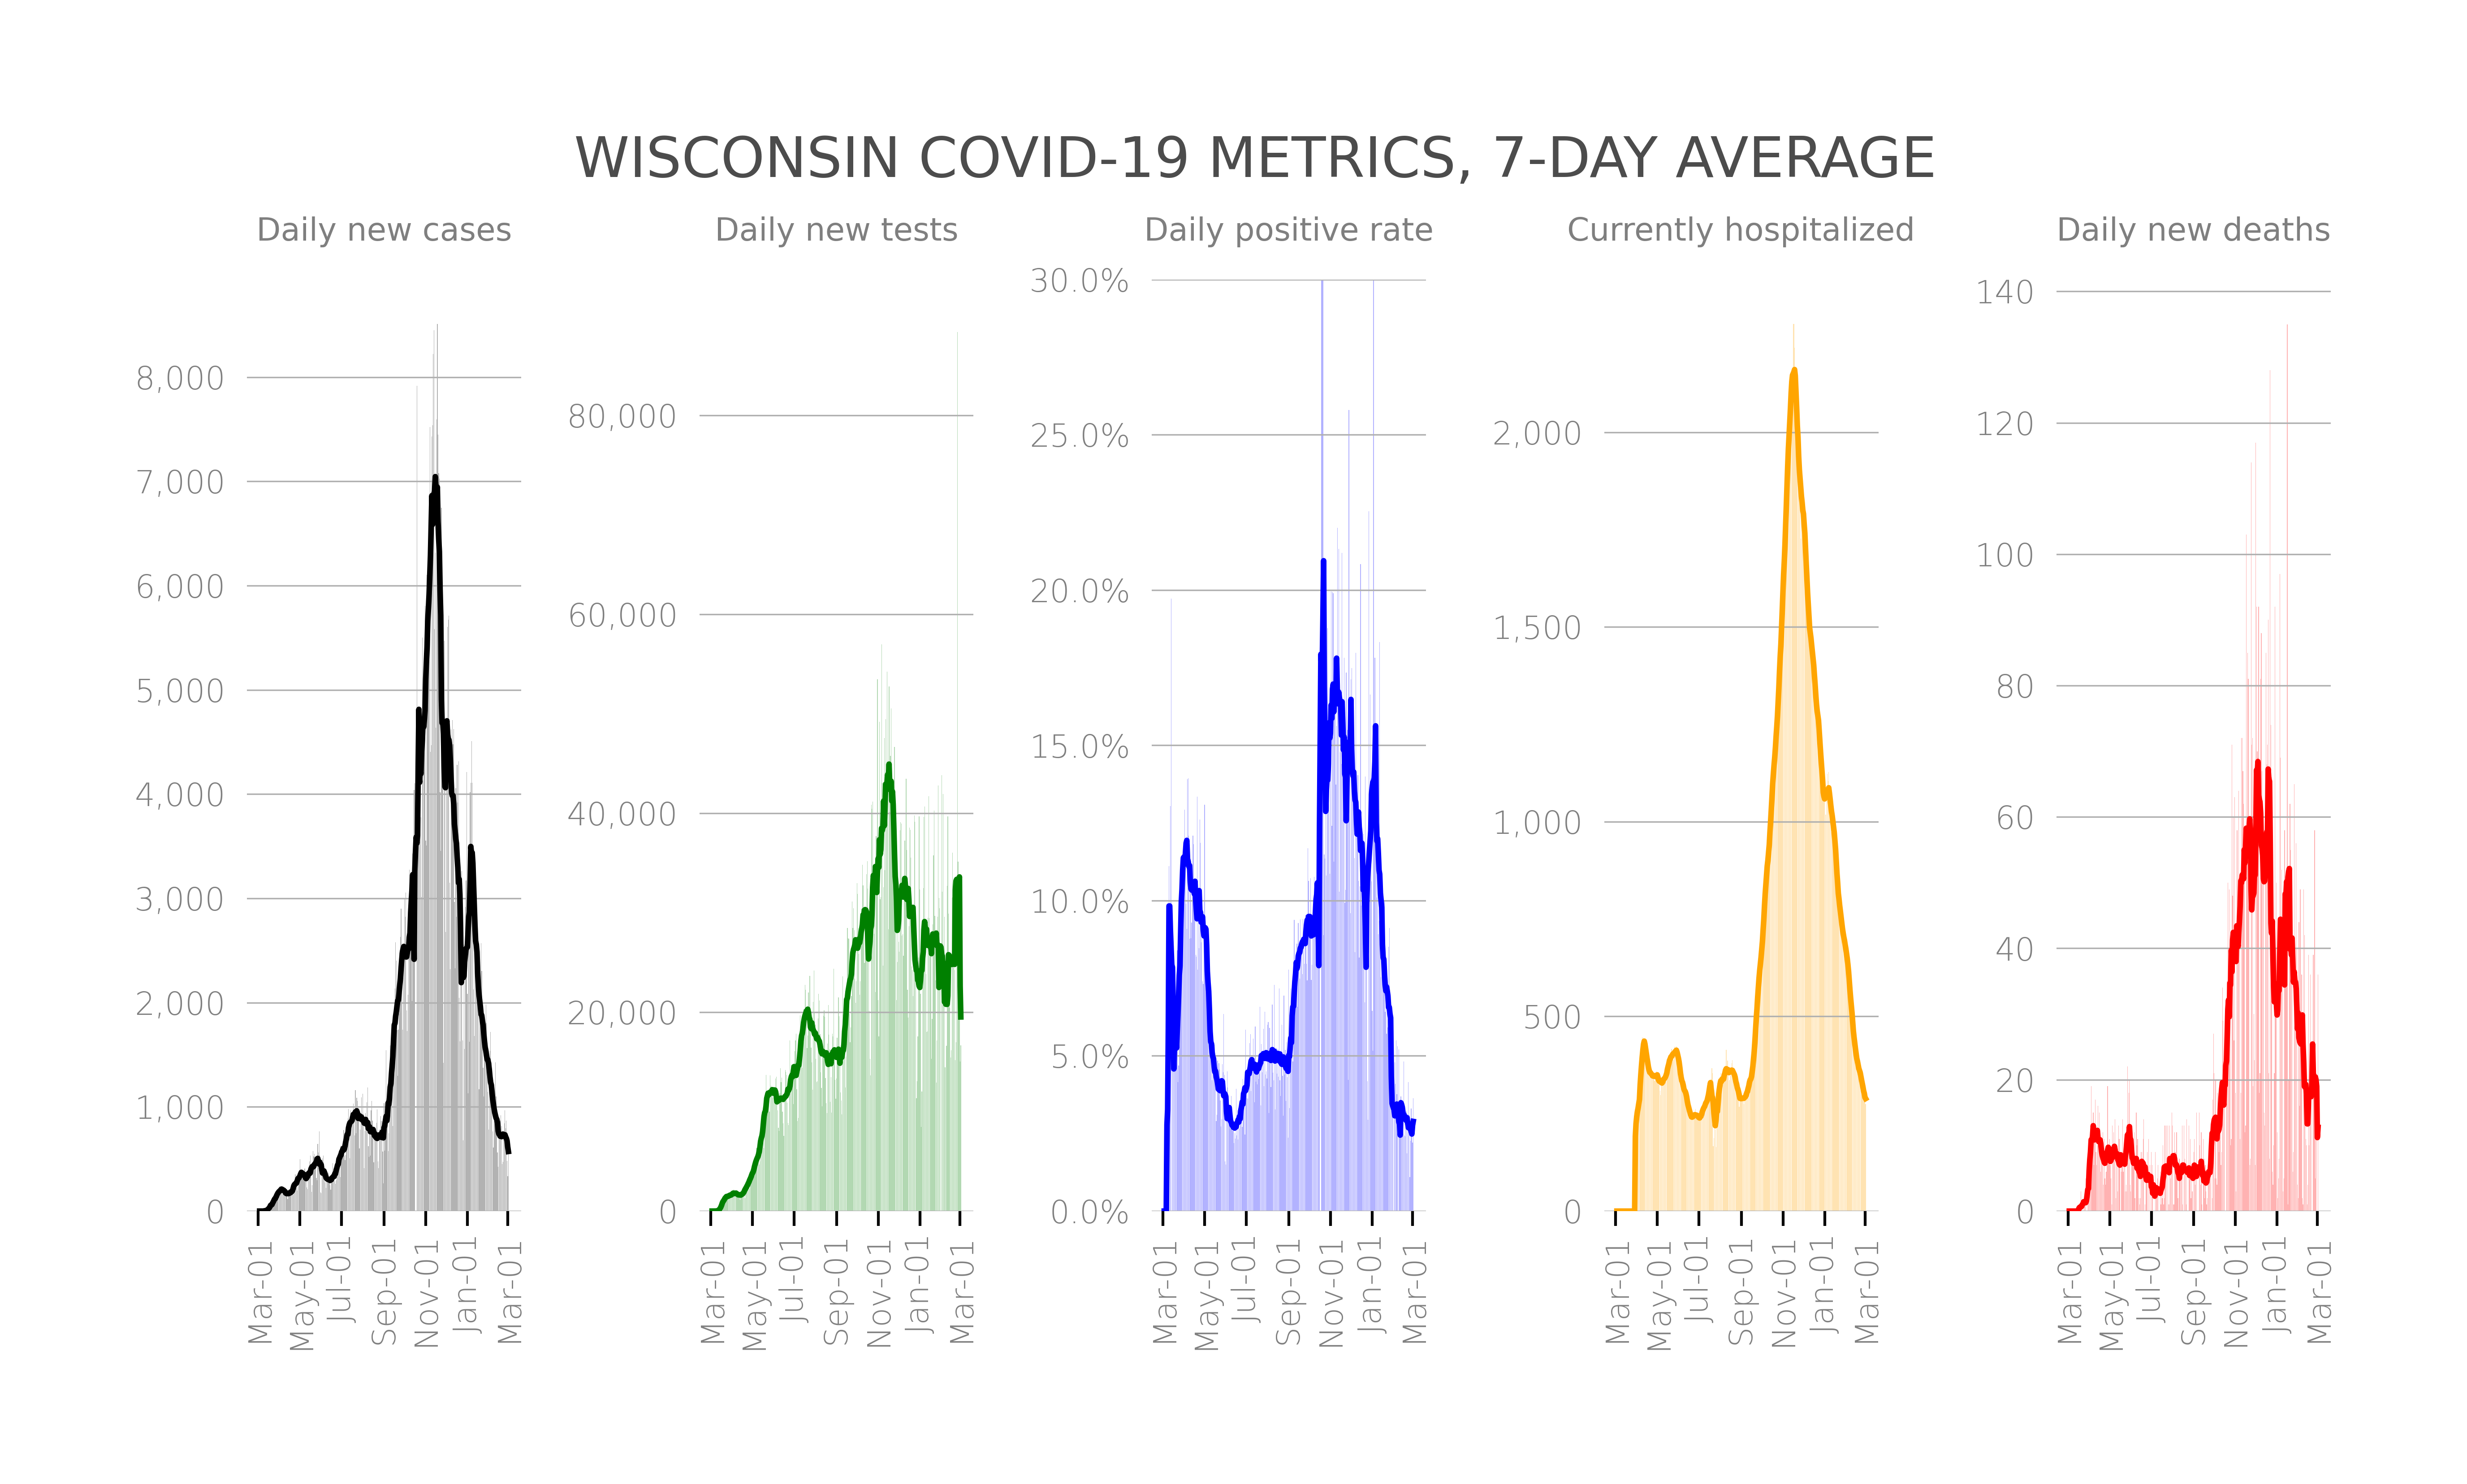 WISCONSIN COVID-19 METRICS, 7-DAY AVERAGE
Daily new cases
8,000
7,000
6,000
5,000
4,000
3,000
2,000
1,000
0
Mar-01
May-01
Jul-01
Sep-01
Nov-01
Jan-01
Mar-01
Daily new tests
80,000
60,000
40,000
20,000
0
Mar-01
May-01
Jul-01
Sep-01
Nov-01
Jan-01
Mar-01
Daily positive rate
30.0%
25.0%
20.0%
15.0%
10.0%
5.0%
0.0%
Mar-01
May-01
Jul-01
Sep-01
Nov-01
Jan-01
Mar-01
Currently hospitalized
2,000
1,500
1,000
500
0
Mar-01
May-01
Jul-01
Sep-01
Nov-01
Jan-01
Mar-01
Daily new deaths
140
120
100
80
60
40
20
0
Mar-01
May-01
Jul-01
Sep-01
Nov-01
Jan-01
Mar-01